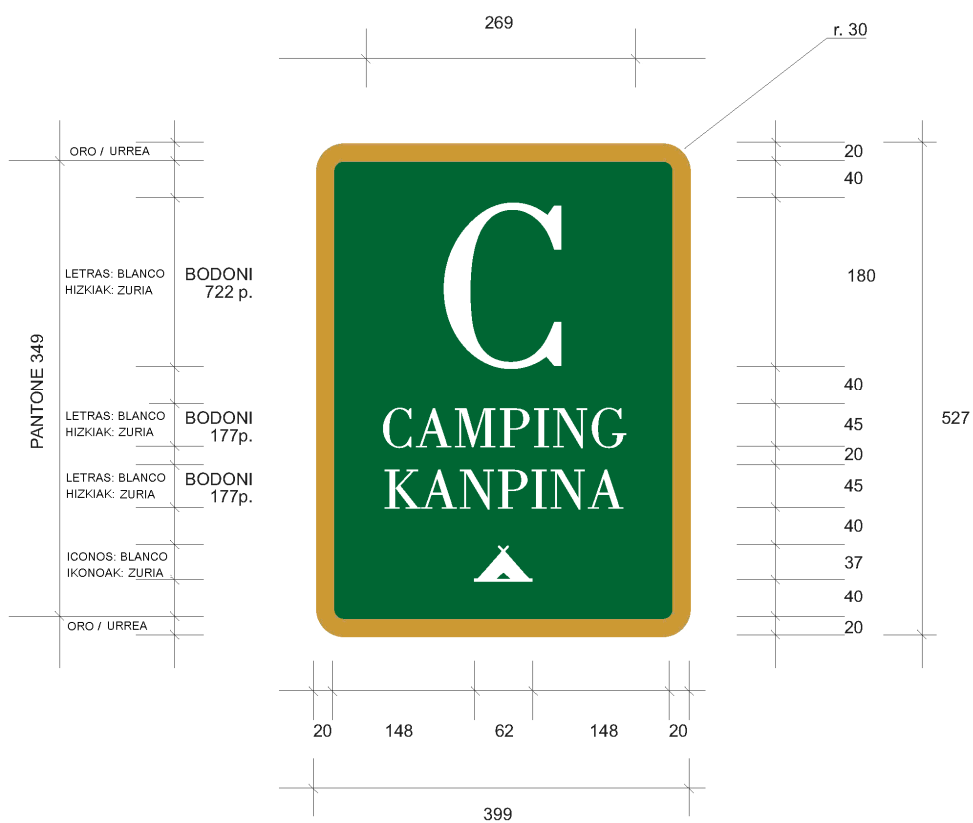 269
r. 30
ORO / URREA
20
40
LETRAS: BLANCO
HIZKIAK: ZURIA
BODONI
722 p.
C
180
PANTONE 349
40
LETRAS: BLANCO
HIZKIAK: ZURIA
BODONI
177p.
CAMPING
45
527
20
LETRAS: BLANCO
HIZKIAK: ZURIA
BODONI
177p.
KANPINA
45
40
ICONOS: BLANCO
IKONOAK: ZURIA
37
40
ORO / URREA
20
20 148 62 148 20
399